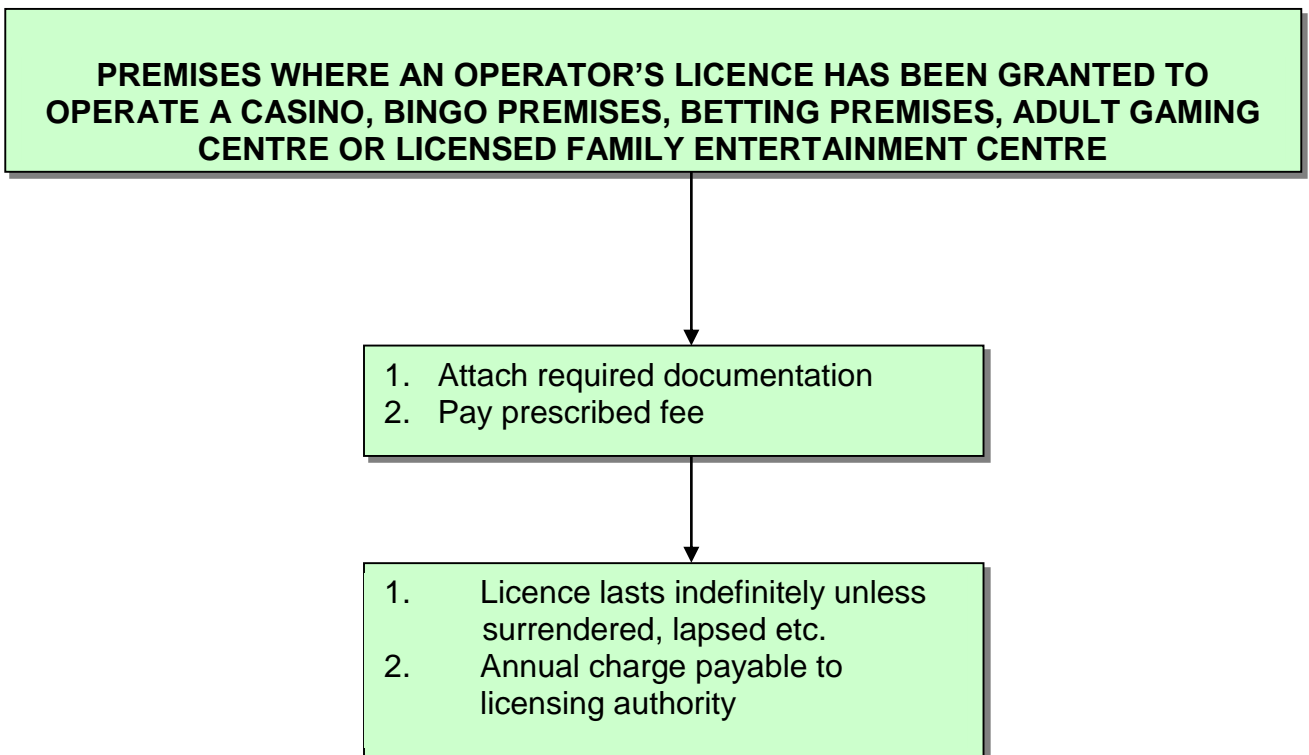 PREMISES WHERE AN OPERATOR’S LICENCE HAS BEEN GRANTED TO
OPERATE A CASINO, BINGO PREMISES, BETTING PREMISES, ADULT GAMING
CENTRE OR LICENSED FAMILY ENTERTAINMENT CENTRE
1. Attach required documentation
2. Pay prescribed fee
1. Licence lasts indefinitely unless
surrendered, lapsed etc.
2. Annual charge payable to
licensing authority